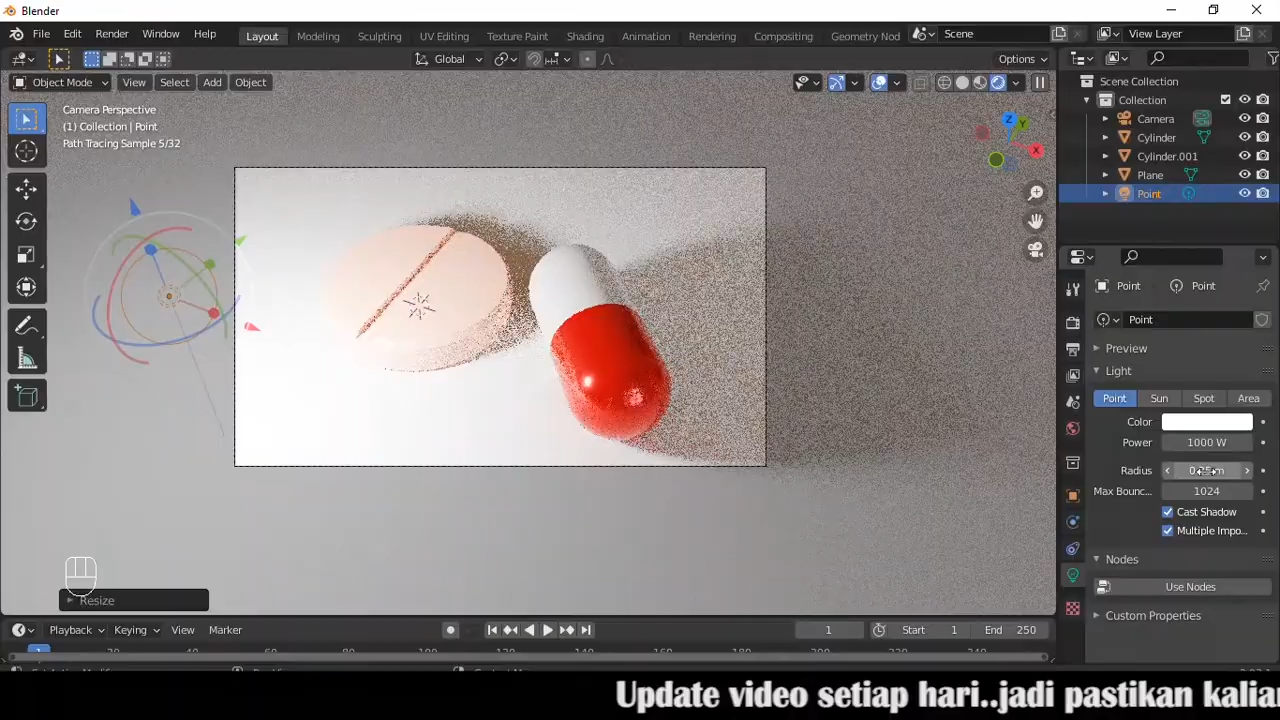 Blender
File Edit Render Window Help Layout Modeling Sculpting UV Editing Texture Paint Shading Animation Rendering Compositing Geometry Nod Scene View Layer
Global Options
Object Mode View Select Add Object
Camera Perspective
(1) Collection | Point
Path Tracing Sample 5/32
Z
Y
X
Scene Collection
Collection
Camera
Cylinder
Cylinder.001
Plane
Point
Point Point
Point
Preview
Light
Point Sun Spot Area
Color
Power 1000 W
Radius
Max Bounc... 1024
Cast Shadow
Multiple Impo...
Nodes
Use Nodes
Custom Properties
Resize
Playback Keying View Marker 1 Start 1 End 250
Update video setiap hari..jadi pastikan kalia